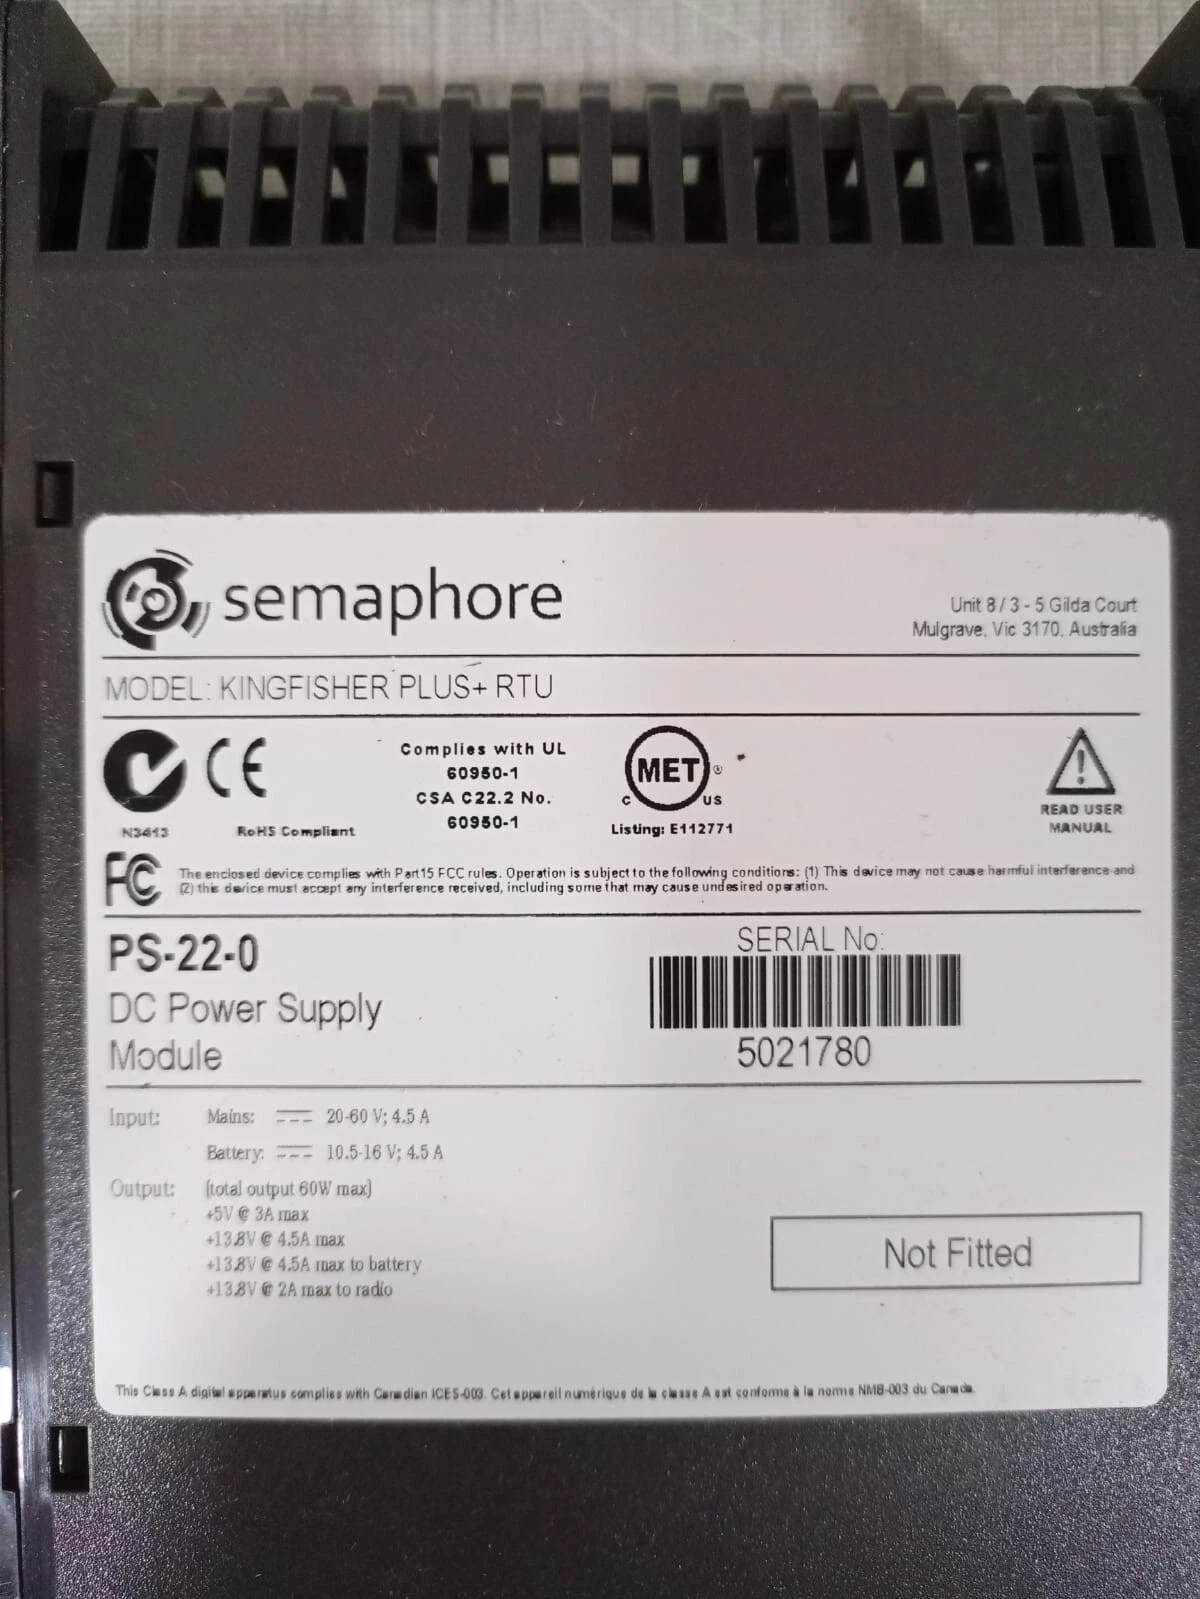 semaphore
Unit 8 / 3 - 5 Gilda Court
Mulgrave, Vic 3170, Australia
MODEL: KINGFISHER PLUS+ RTU
CE
Complies with UL
60950-1
CSA C22.2 No.
60950-1
MET®
C US
Listing: E112771
READ USER
MANUAL
N3413
RoHS Compliant
FC
The enclosed device complies with Part15 FCC rules. Operation is subject to the following conditions: (1) This device may not cause harmful interference and
(2) this device must accept any interference received, including some that may cause undesired operation.
PS-22-0
DC Power Supply
Module
SERIAL No:
5021780
Input: Mains: 20-60 V; 4.5 A
Battery: 10.5-16 V; 4.5 A
Output: (total output 60W max)
+5V @ 3A max
+13.8V @ 4.5A max
+13.8V @ 4.5A max to battery
+13.8V @ 2A max to radio
Not Fitted
This Class A digital apparatus complies with Canadian ICES-003. Cet appareil numérique de la classe A est conforme à la norme NMB-003 du Canada.